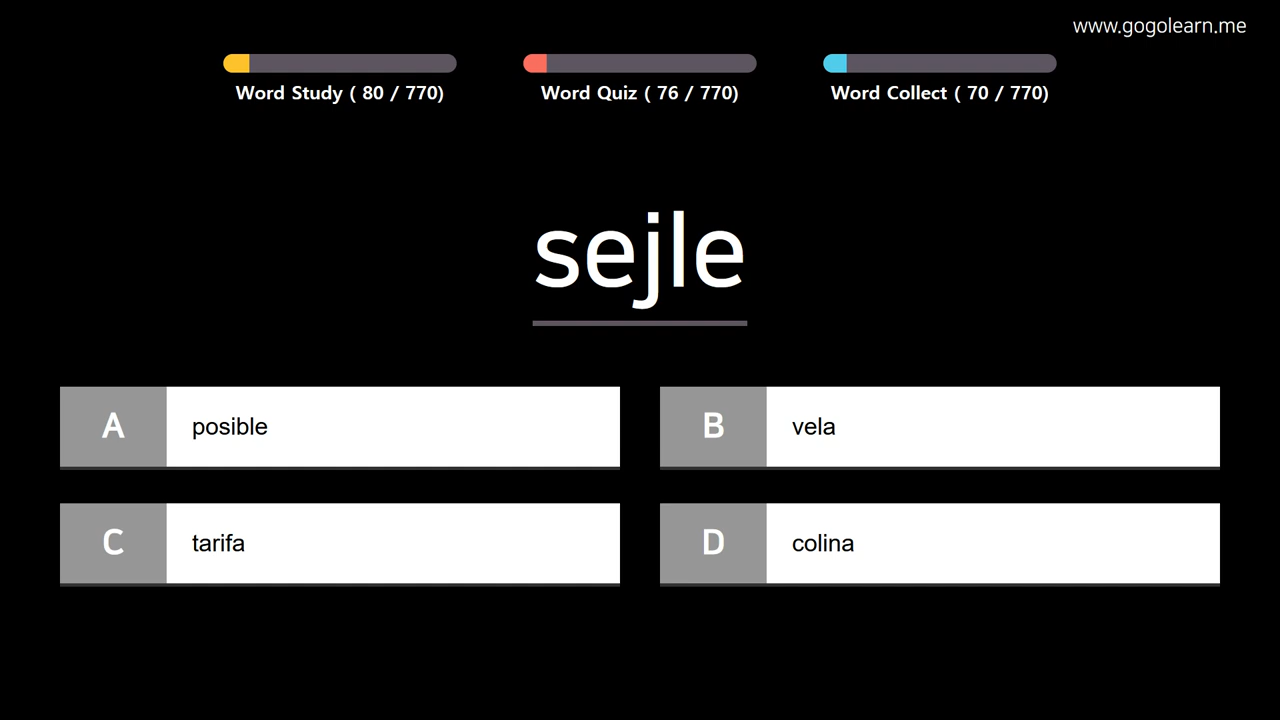 www.gogolearn.me
Word Study ( 80 / 770)
Word Quiz ( 76 / 770)
Word Collect ( 70 / 770)
sejle
A posible
B vela
C tarifa
D colina